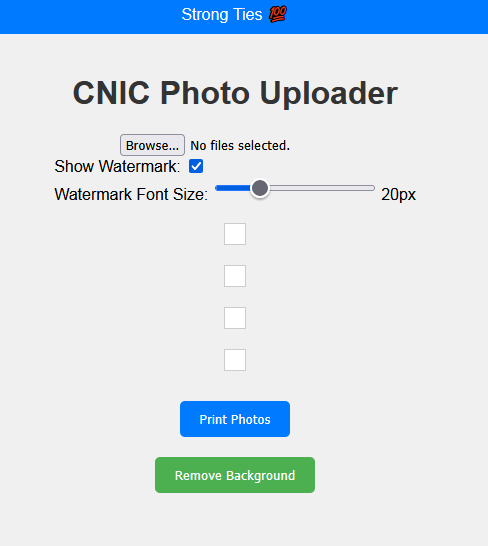 Strong Ties 💯
CNIC Photo Uploader
Browse... No files selected.
Show Watermark:
Watermark Font Size: 20px
Print Photos
Remove Background